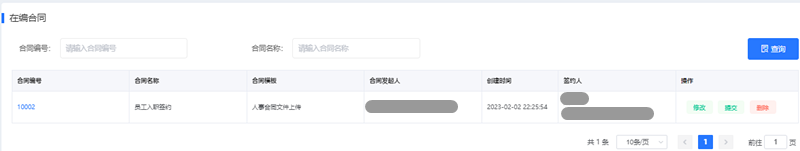 在编合同
合同编号: 请输入合同编号 合同名称: 请输入合同名称 查询
合同编号 合同名称 合同模板 合同发起人 创建时间 签约人 操作
10002 员工入职签约 人事合同文件上传 2023-02-02 22:25:54 修改 提交 删除
共 1 条 10条/页 1 前往 1 页